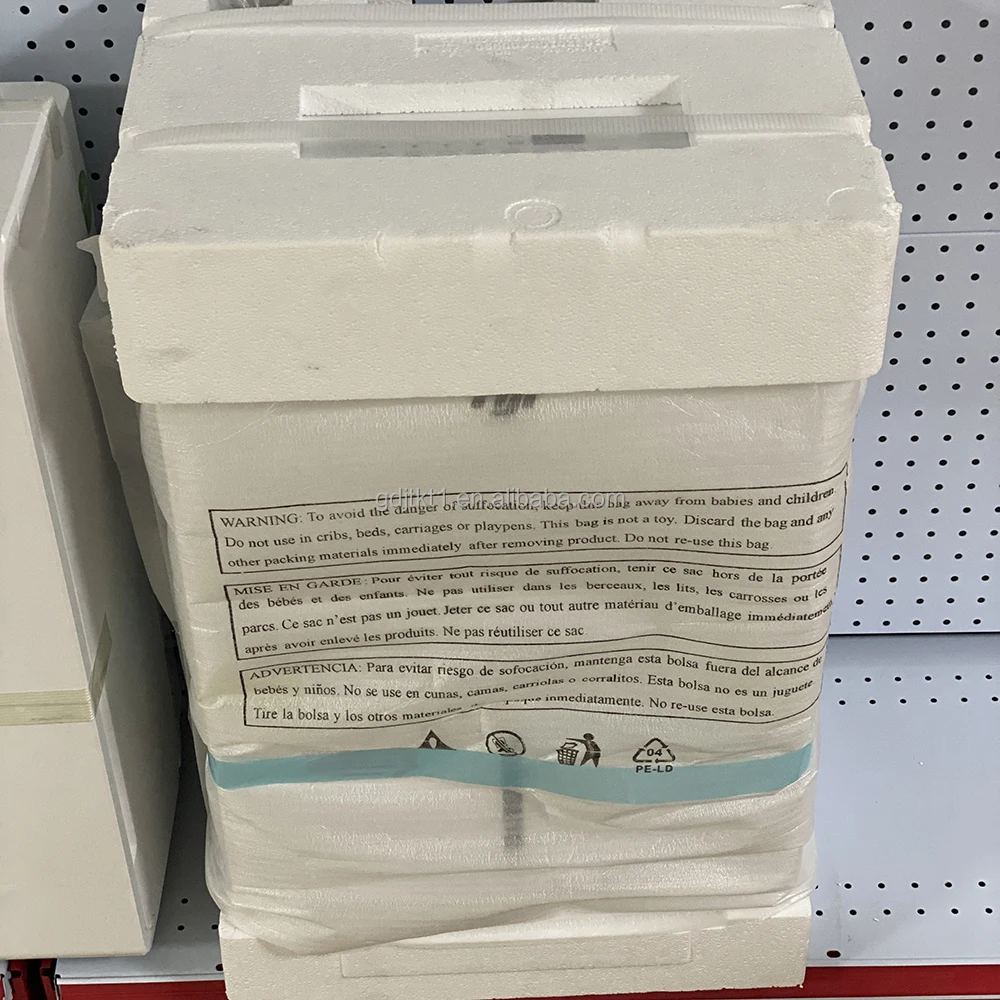 WARNING: To avoid the danger of suffocation, keep this bag away from babies and children.
Do not use in cribs, beds, carriages or playpens. This bag is not a toy. Discard the bag and any
other packing materials immediately after removing product. Do not re-use this bag.
gdjtkt1.en.alibaba.com
MISE EN GARDE: Pour éviter tout risque de suffocation, tenir ce sac hors de la portée
des bébés et des enfants. Ne pas utiliser dans les berceaux, les lits, les carrosses ou les
parcs. Ce sac n'est pas un jouet. Jeter ce sac ou tout autre matériau d'emballage immédiatement
après avoir enlevé les produits. Ne pas réutiliser ce sac
ADVERTENCIA: Para evitar riesgo de sofocación, mantenga esta bolsa fuera del alcance de
bebés y niños. No se use en cunas, camas, carriolas o corralitos. Esta bolsa no es un juguete.
Tire la bolsa y los otros materiales inmediatamente. No re-use esta bolsa.
04
PE-LD